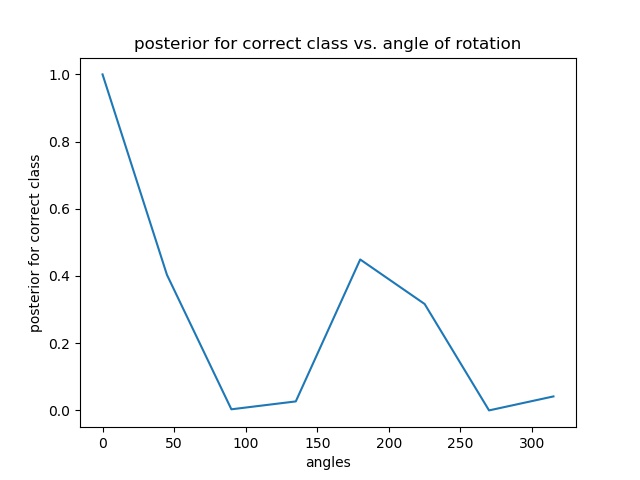 posterior for correct class vs. angle of rotation
1.0
0.8
0.6
0.4
0.2
0.0
posterior for correct class
0 50 100 150 200 250 300
angles